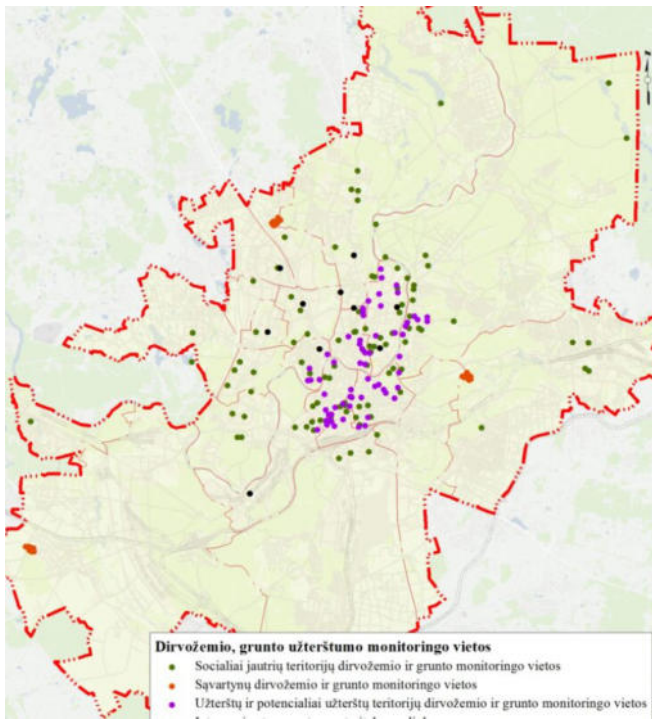 Dirvožemio, grunto užterštumo monitoringo vietos
Socialiai jautrių teritorijų dirvožemio ir grunto monitoringo vietos
Sąvartynų dirvožemio ir grunto monitoringo vietos
Užterštų ir potencialiai užterštų teritorijų dirvožemio ir grunto monitoringo vietos